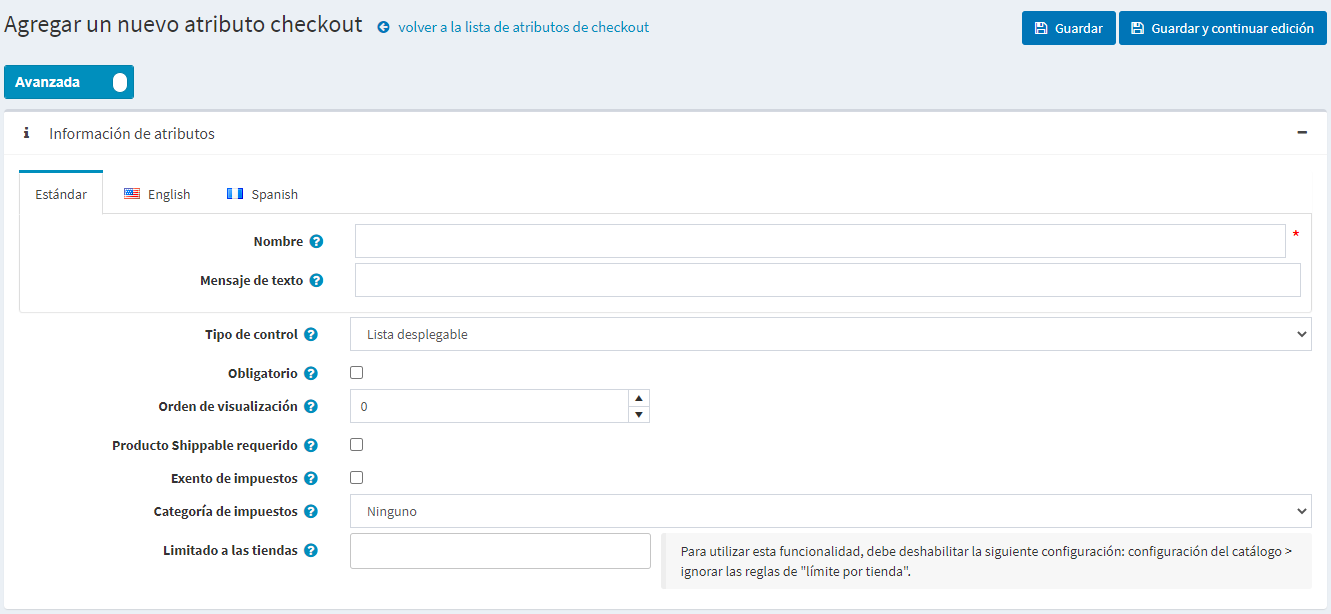 Agregar un nuevo atributo checkout volver a la lista de atributos de checkout Guardar Guardar y continuar edición
Avanzada
Información de atributos
Estándar English Spanish
Nombre *
Mensaje de texto
Tipo de control Lista desplegable
Obligatorio
Orden de visualización 0
Producto Shippable requerido
Exento de impuestos
Categoría de impuestos Ninguno
Limitado a las tiendas Para utilizar esta funcionalidad, debe deshabilitar la siguiente configuración: configuración del catálogo >
ignorar las reglas de "límite por tienda".